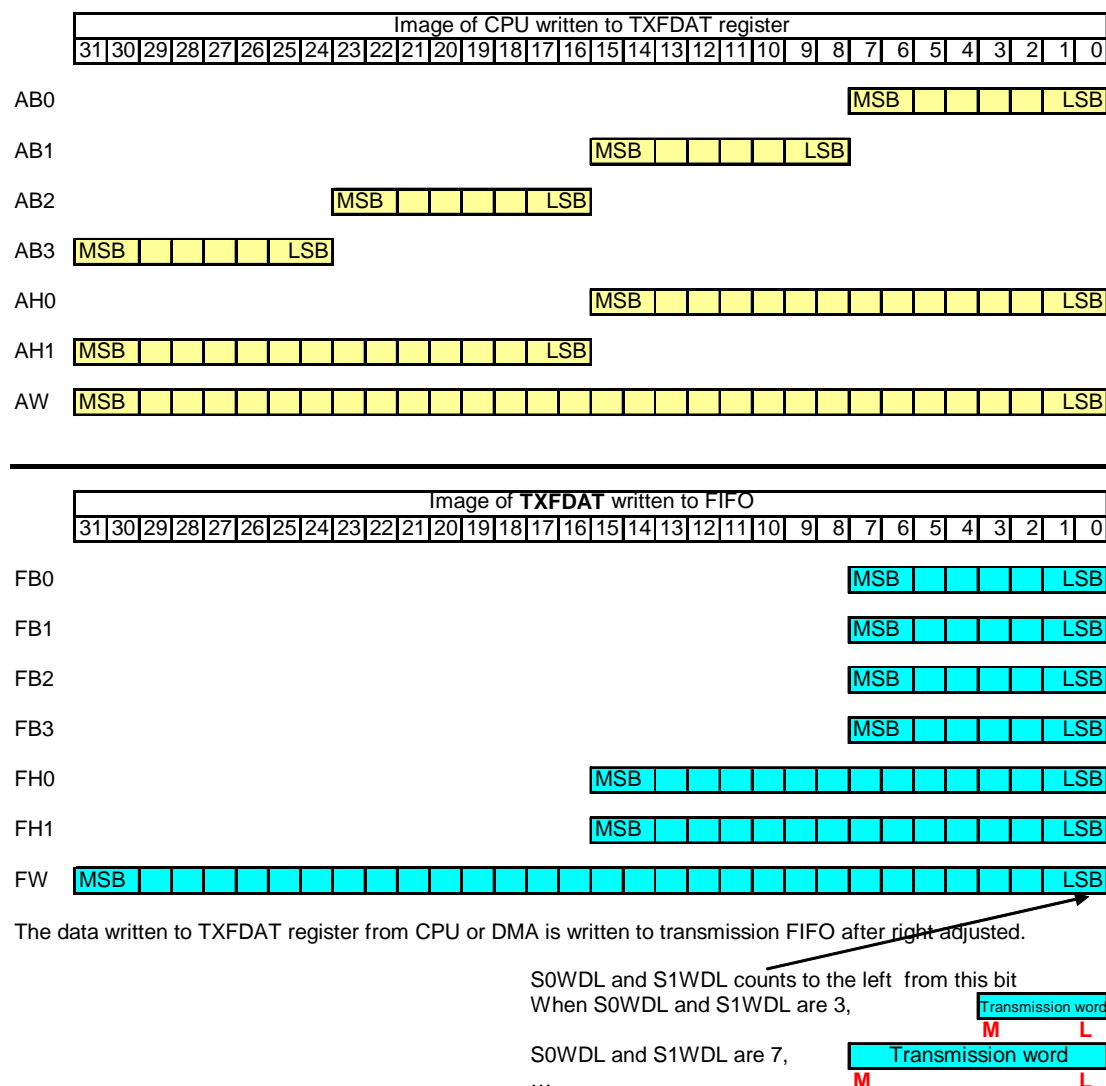 Image of CPU written to TXFDAT register
31 30 29 28 27 26 25 24 23 22 21 20 19 18 17 16 15 14 13 12 11 10 9 8 7 6 5 4 3 2 1 0
AB0 MSB LSB
AB1 MSB LSB
AB2 MSB LSB
AB3 MSB LSB
AH0 MSB LSB
AH1 MSB LSB
AW MSB LSB
Image of TXFDAT written to FIFO
31 30 29 28 27 26 25 24 23 22 21 20 19 18 17 16 15 14 13 12 11 10 9 8 7 6 5 4 3 2 1 0
FB0 MSB LSB
FB1 MSB LSB
FB2 MSB LSB
FB3 MSB LSB
FH0 MSB LSB
FH1 MSB LSB
FW MSB LSB
The data written to TXFDAT register from CPU or DMA is written to transmission FIFO after right adjusted.
S0WDL and S1WDL counts to the left from this bit
When S0WDL and S1WDL are 3, Transmission word
M L
S0WDL and S1WDL are 7, Transmission word
... M L